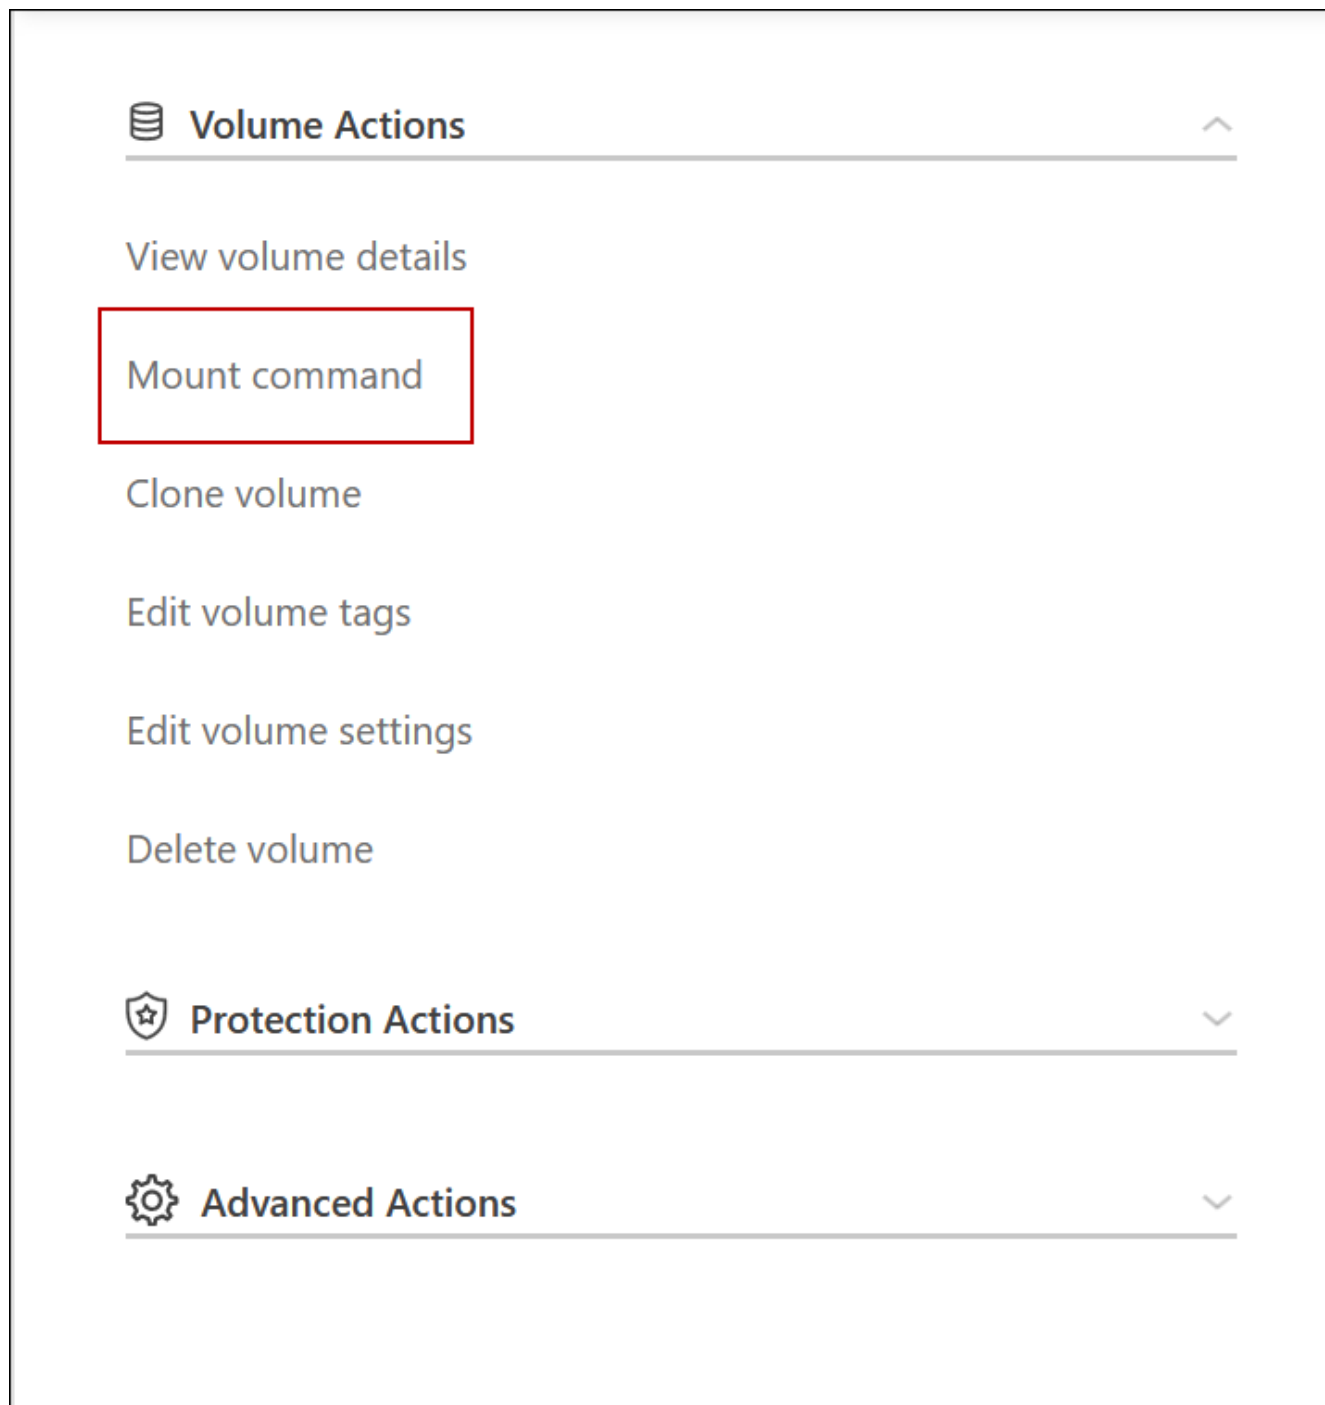 Volume Actions
View volume details
Mount command
Clone volume
Edit volume tags
Edit volume settings
Delete volume
Protection Actions
Advanced Actions